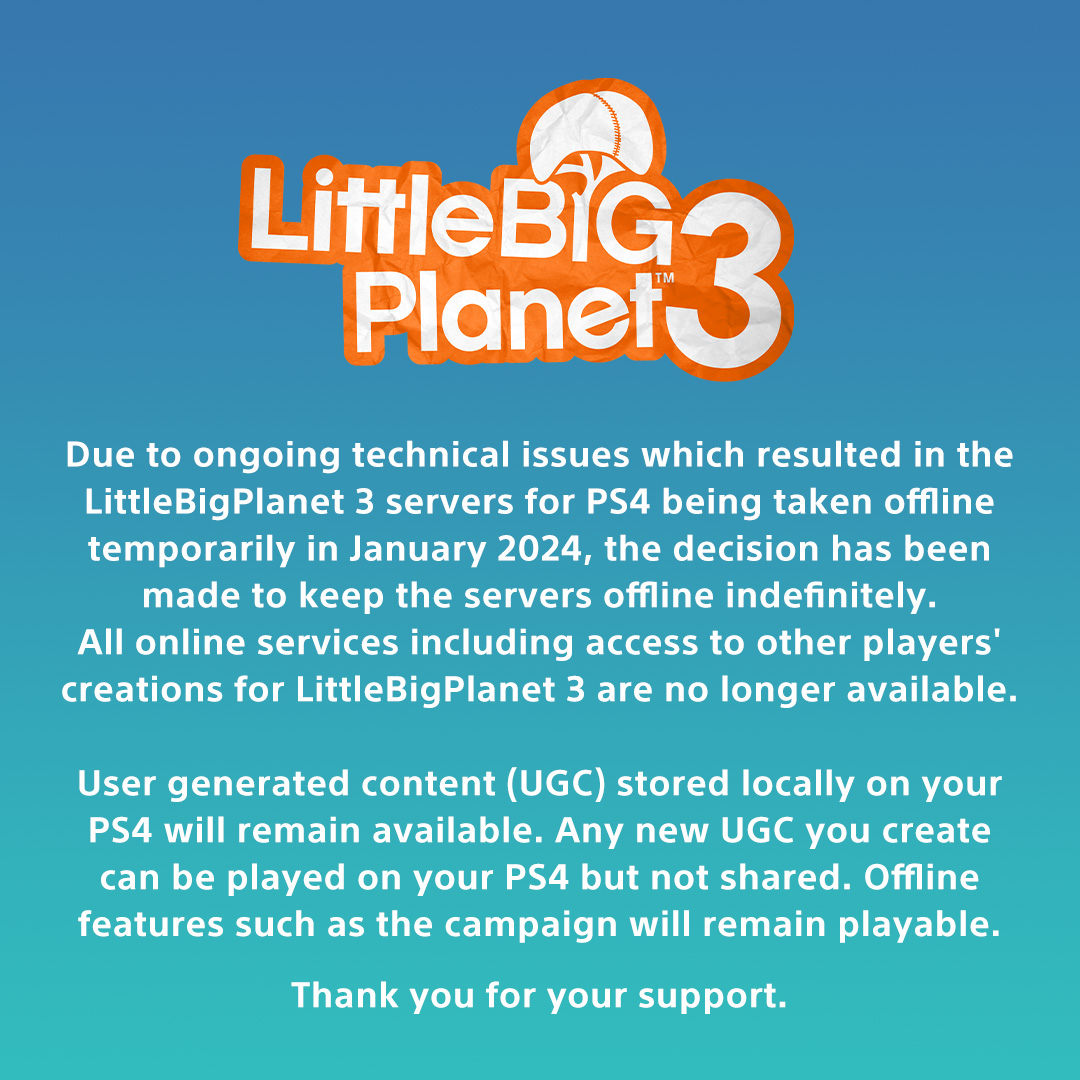 LittleBIG
Planet™ 3
Due to ongoing technical issues which resulted in the
LittleBigPlanet 3 servers for PS4 being taken offline
temporarily in January 2024, the decision has been
made to keep the servers offline indefinitely.
All online services including access to other players'
creations for LittleBigPlanet 3 are no longer available.
User generated content (UGC) stored locally on your
PS4 will remain available. Any new UGC you create
can be played on your PS4 but not shared. Offline
features such as the campaign will remain playable.
Thank you for your support.